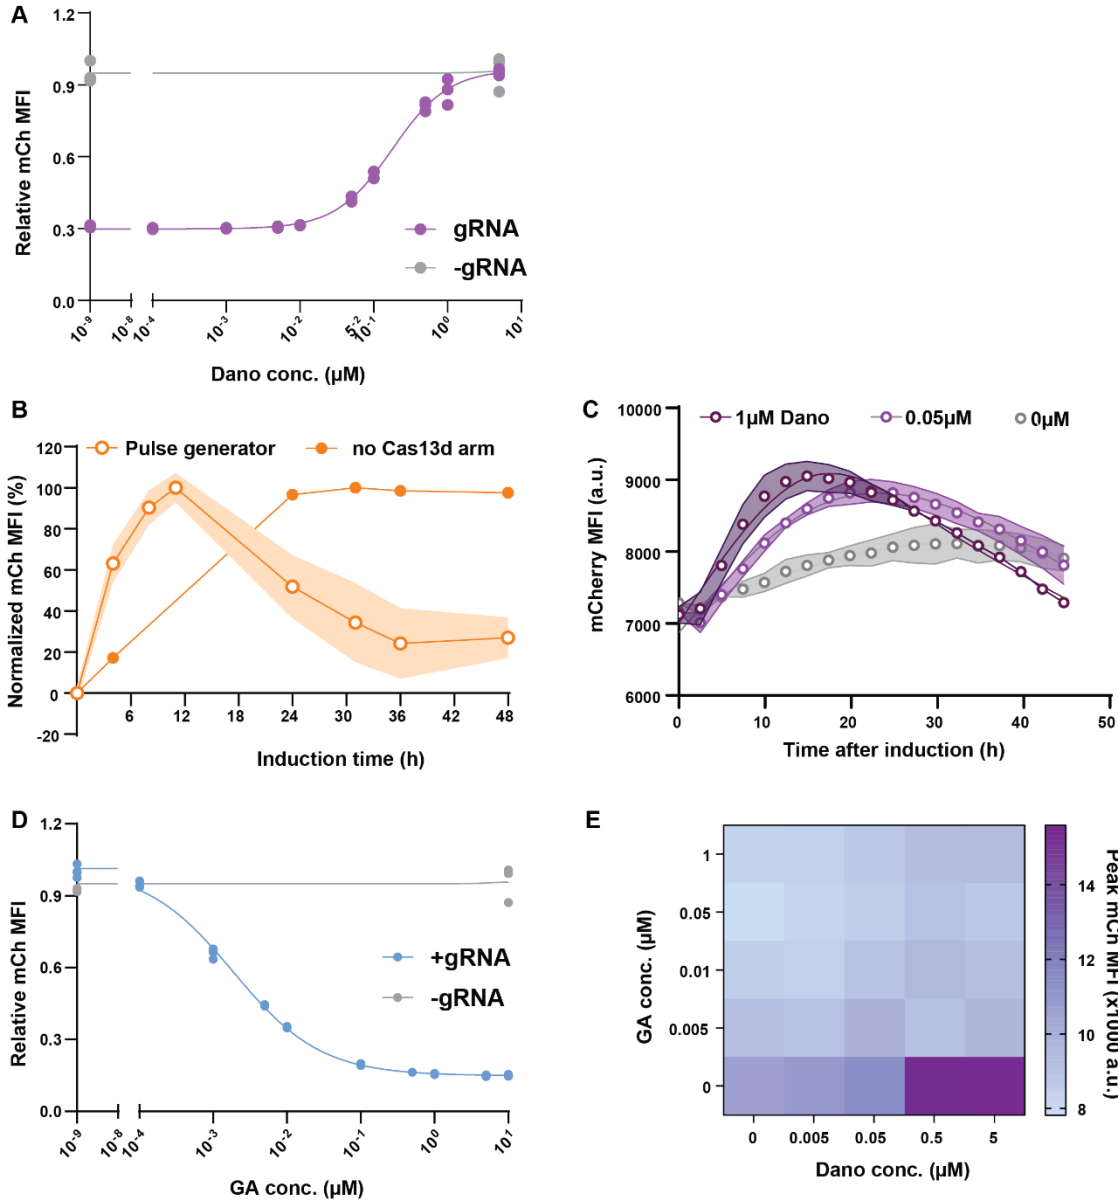 A
1.2
0.9
0.6
0.3
0.0
Relative mCh MFI
gRNA
-gRNA
10-9
10-8
10-4
10-3
10-2
5-2
10-1
100
101
Dano conc. (µM)
B
Pulse generator
no Cas13d arm
120
100
80
60
40
20
0
-20
Normalized mCh MFI (%)
6
12
18
24
30
36
42
48
Induction time (h)
C
1µM Dano
0.05µM
0µM
10000
9000
8000
7000
6000
mCherry MFI (a.u.)
0
10
20
30
40
50
Time after induction (h)
D
1.2
0.9
0.6
0.3
0.0
Relative mCh MFI
+gRNA
-gRNA
10-9
10-8
10-4
10-3
10-2
10-1
100
101
GA conc. (µM)
E
1
0.05
0.01
0.005
0
GA conc. (µM)
0
0.005
0.05
0.5
5
Dano conc. (µM)
14
12
10
8
Peak mCh MFI (x1000 a.u.)